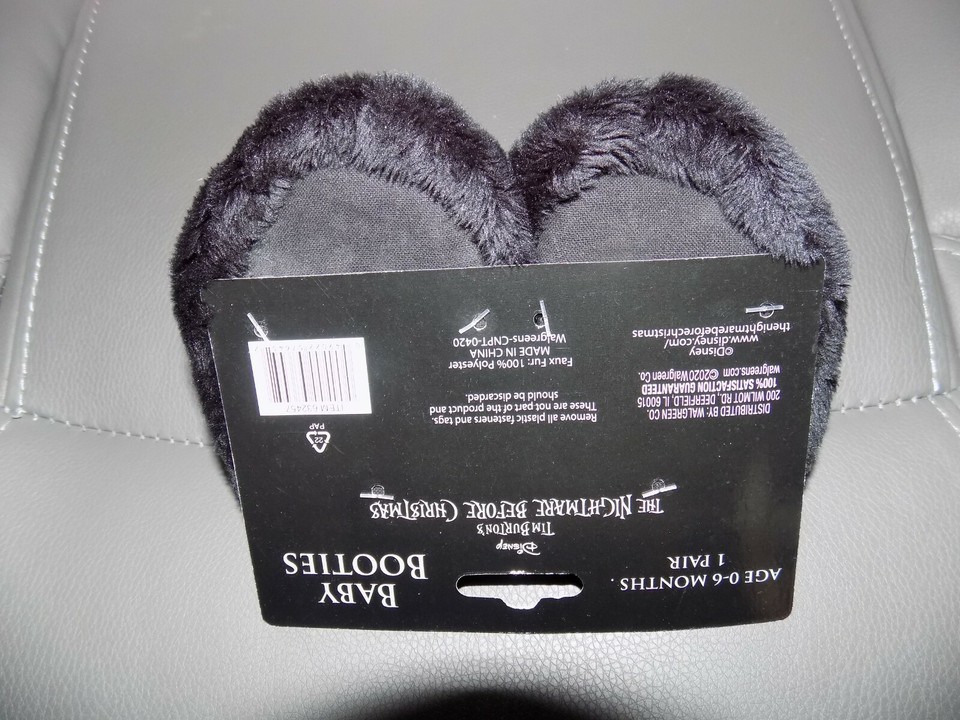 BABY
BOOTIES
AGE 0-6 MONTHS.
1 PAIR
DISNEY
TIM BURTON'S
THE NIGHTMARE BEFORE CHRISTMAS
22
PAP
ITEM 632457
Remove all plastic fasteners and tags.
These are not part of the product and
should be discarded.
Faux Fur: 100% Polyester
MADE IN CHINA
Walgreens-CNPT-0420
DISTRIBUTED BY: WALGREEN CO.
200 WILMOT RD., DEERFIELD, IL 60015
100% SATISFACTION GUARANTEED
walgreens.com ©2020 Walgreen Co.
©Disney
www.disney.com/
thenightmarebeforechristmas